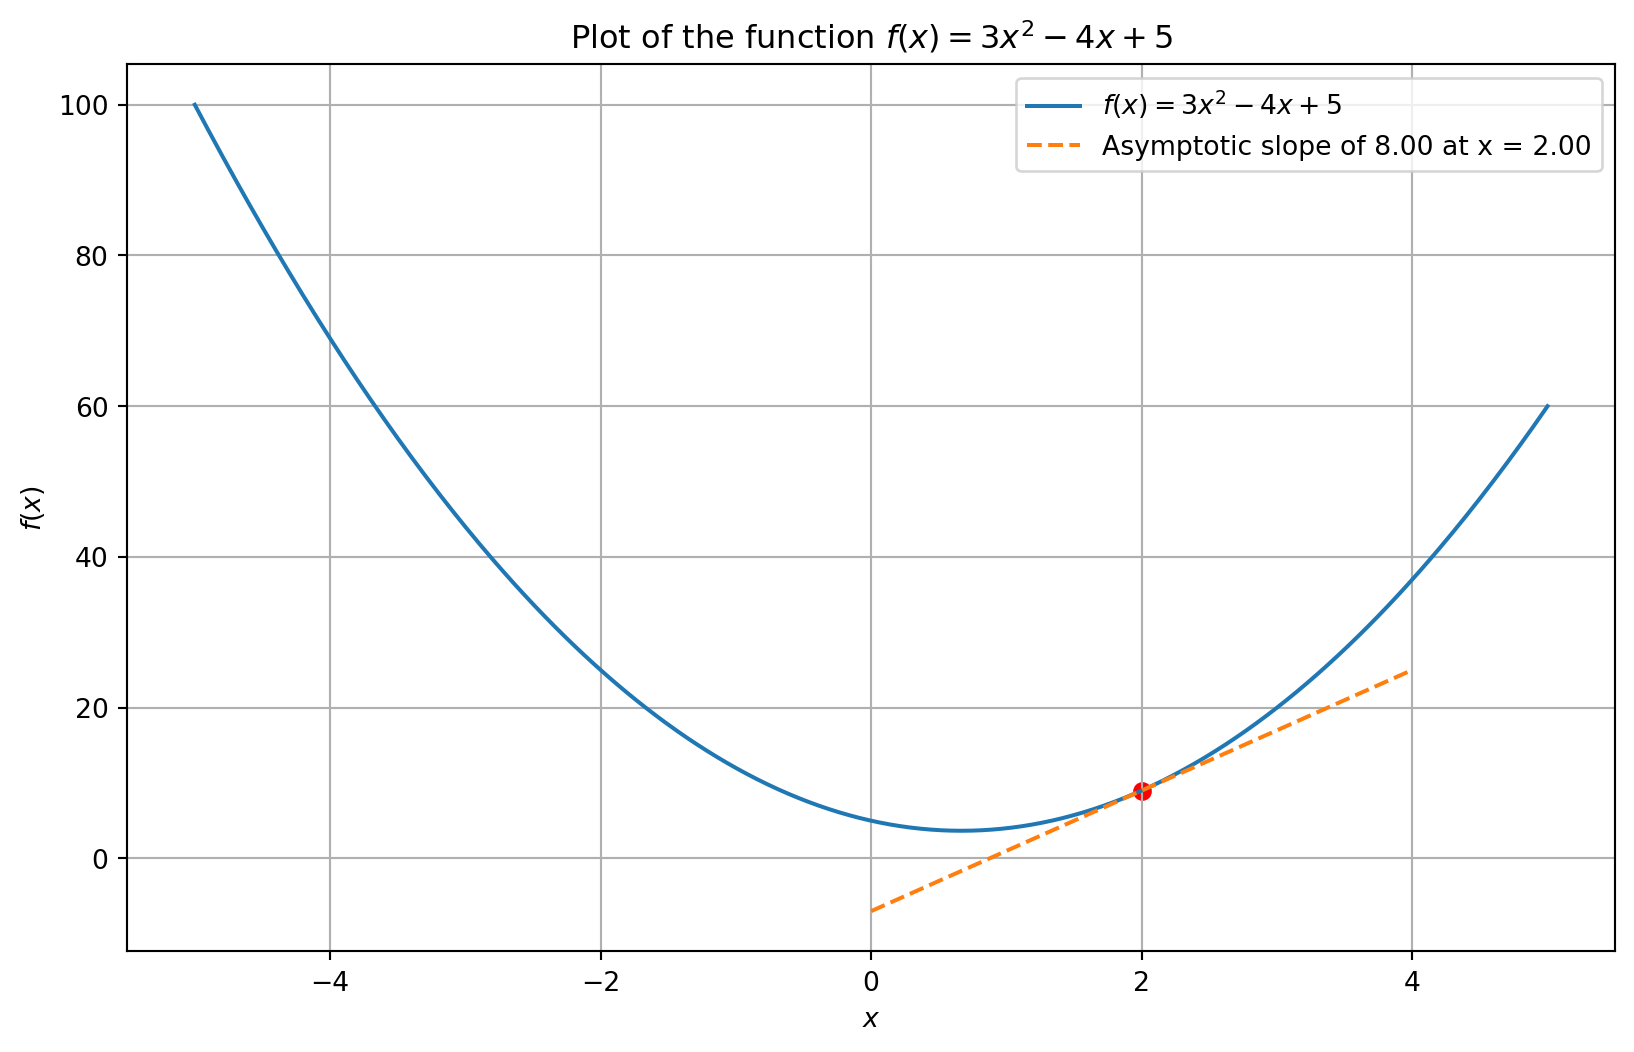 Plot of the function f(x) = 3x² − 4x + 5
f(x) = 3x² − 4x + 5
Asymptotic slope of 8.00 at x = 2.00
100
80
60
40
20
0
f(x)
−4 −2 0 2 4
x